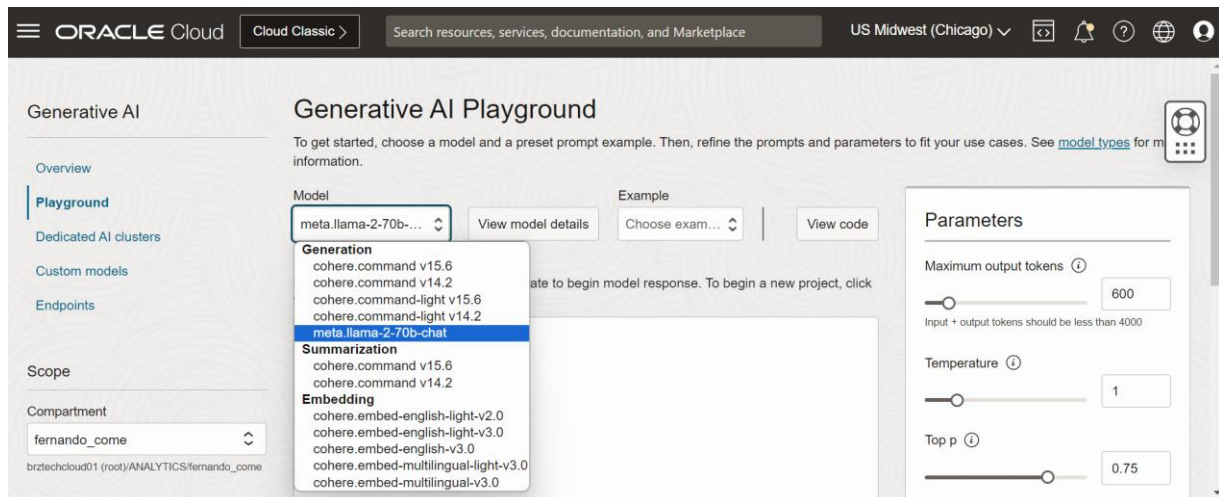 ORACLE Cloud
Cloud Classic >
Search resources, services, documentation, and Marketplace
US Midwest (Chicago)
Generative AI
Overview
Playground
Dedicated AI clusters
Custom models
Endpoints
Scope
Compartment
fernando_come
brztechcloud01 (root)/ANALYTICS/fernando_come
Generative AI Playground
To get started, choose a model and a preset prompt example. Then, refine the prompts and parameters to fit your use cases. See model types for
information.
Model
Example
meta.llama-2-70b-...
View model details
Choose exam...
View code
Generation
cohere.command v15.6
cohere.command v14.2
cohere.command-light v15.6
cohere.command-light v14.2
meta.llama-2-70b-chat
Summarization
cohere.command v15.6
cohere.command v14.2
Embedding
cohere.embed-english-light-v2.0
cohere.embed-english-light-v3.0
cohere.embed-english-v3.0
cohere.embed-multilingual-light-v3.0
cohere.embed-multilingual-v3.0
to begin model response. To begin a new project, click
Parameters
Maximum output tokens
600
Input + output tokens should be less than 4000
Temperature
1
Top p
0.75